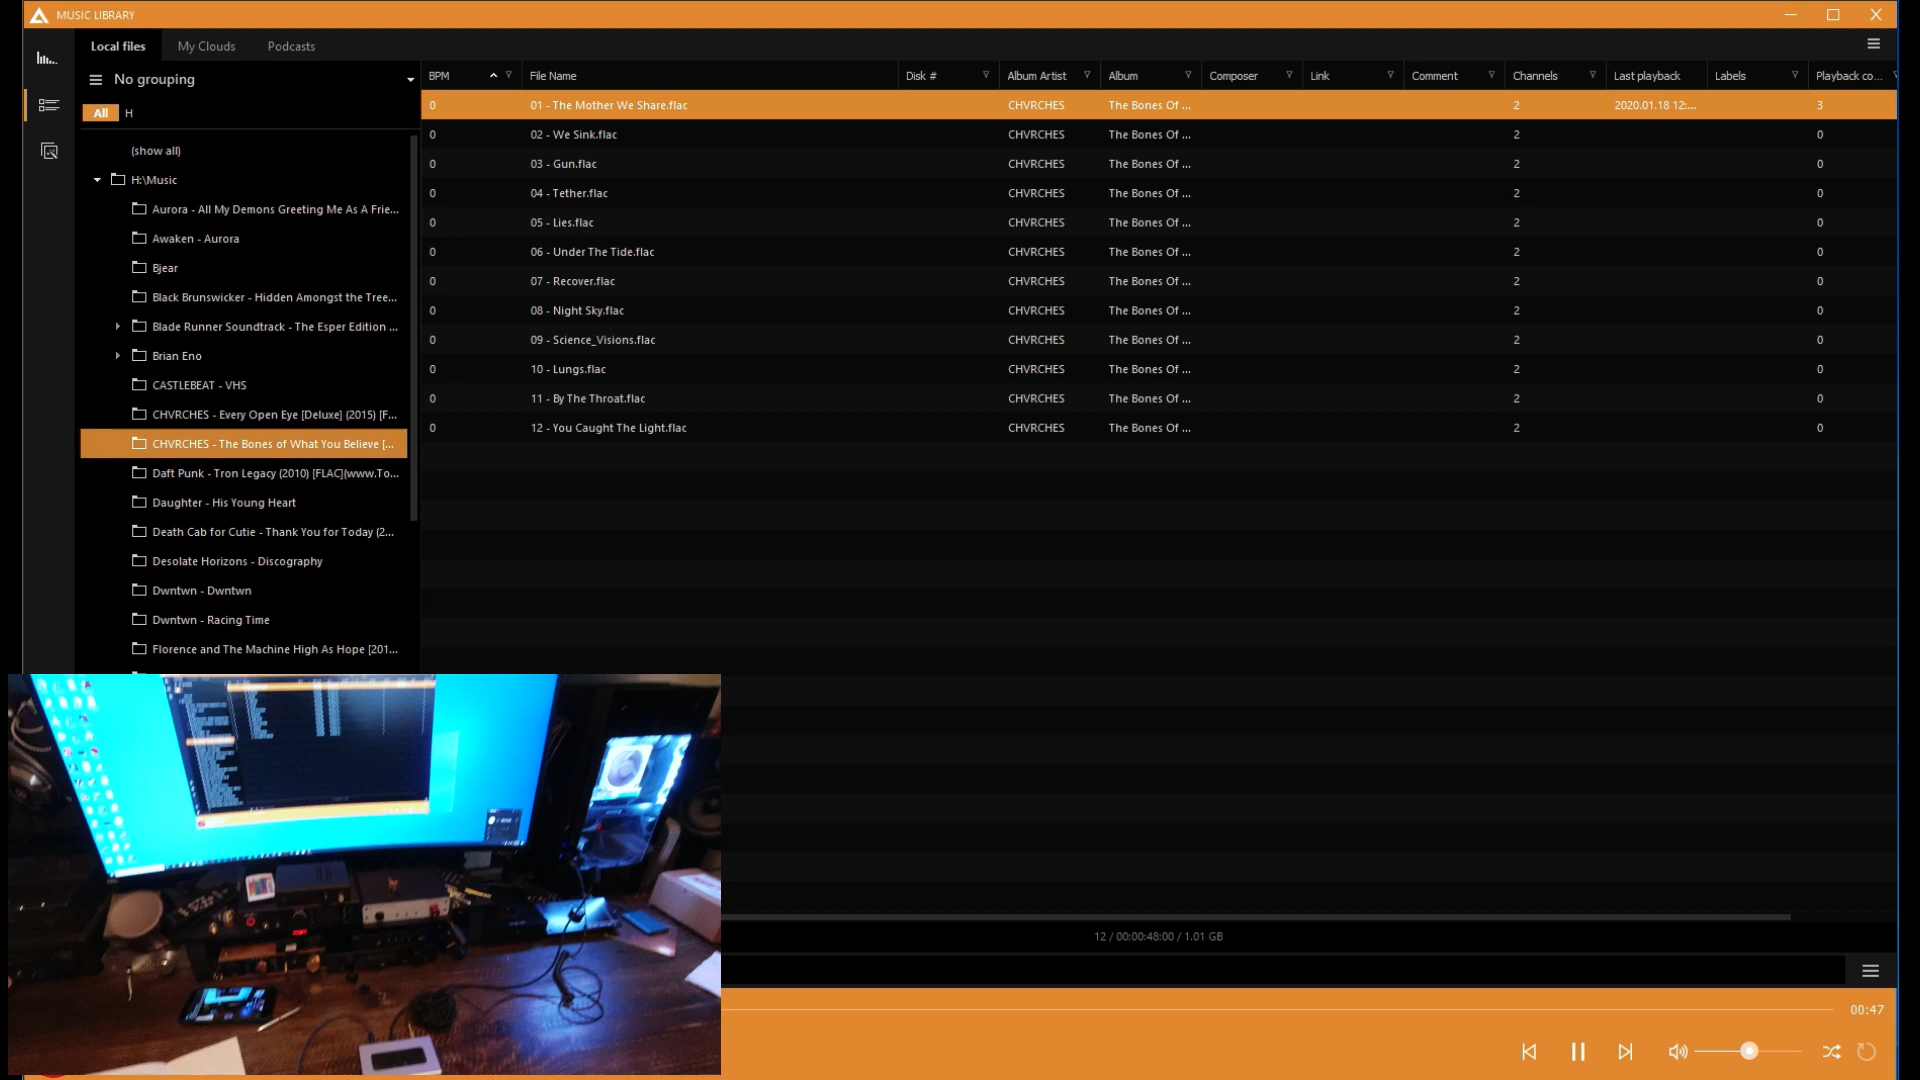 MUSIC LIBRARY
Local files My Clouds Podcasts
No grouping
All H
(show all)
H:\Music
Aurora - All My Demons Greeting Me As A Frie...
Awaken - Aurora
Bjear
Black Brunswicker - Hidden Amongst the Tree...
Blade Runner Soundtrack - The Esper Edition ...
Brian Eno
CASTLEBEAT - VHS
CHVRCHES - Every Open Eye [Deluxe] (2015) [F...
CHVRCHES - The Bones of What You Believe [...
Daft Punk - Tron Legacy (2010) [FLAC](www.To...
Daughter - His Young Heart
Death Cab for Cutie - Thank You for Today (2...
Desolate Horizons - Discography
Dwntwn - Dwntwn
Dwntwn - Racing Time
Florence and The Machine High As Hope [201...
BPM File Name Disk # Album Artist Album Composer Link Comment Channels Last playback Labels Playback co...
0 01 - The Mother We Share.flac CHVRCHES The Bones Of ... 2 2020.01.18 12:... 3
0 02 - We Sink.flac CHVRCHES The Bones Of ... 2 0
0 03 - Gun.flac CHVRCHES The Bones Of ... 2 0
0 04 - Tether.flac CHVRCHES The Bones Of ... 2 0
0 05 - Lies.flac CHVRCHES The Bones Of ... 2 0
0 06 - Under The Tide.flac CHVRCHES The Bones Of ... 2 0
0 07 - Recover.flac CHVRCHES The Bones Of ... 2 0
0 08 - Night Sky.flac CHVRCHES The Bones Of ... 2 0
0 09 - Science_Visions.flac CHVRCHES The Bones Of ... 2 0
0 10 - Lungs.flac CHVRCHES The Bones Of ... 2 0
0 11 - By The Throat.flac CHVRCHES The Bones Of ... 2 0
0 12 - You Caught The Light.flac CHVRCHES The Bones Of ... 2 0
12 / 00:00:48:00 / 1.01 GB
00:47